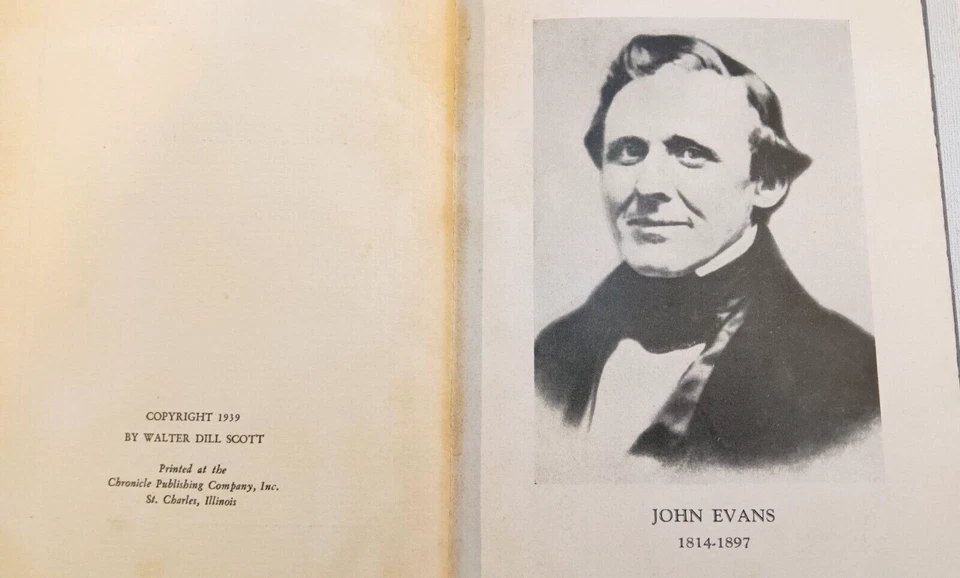 COPYRIGHT 1939
BY WALTER DILL SCOTT
Printed at the
Chronicle Publishing Company, Inc.
St. Charles, Illinois
JOHN EVANS
1814-1897